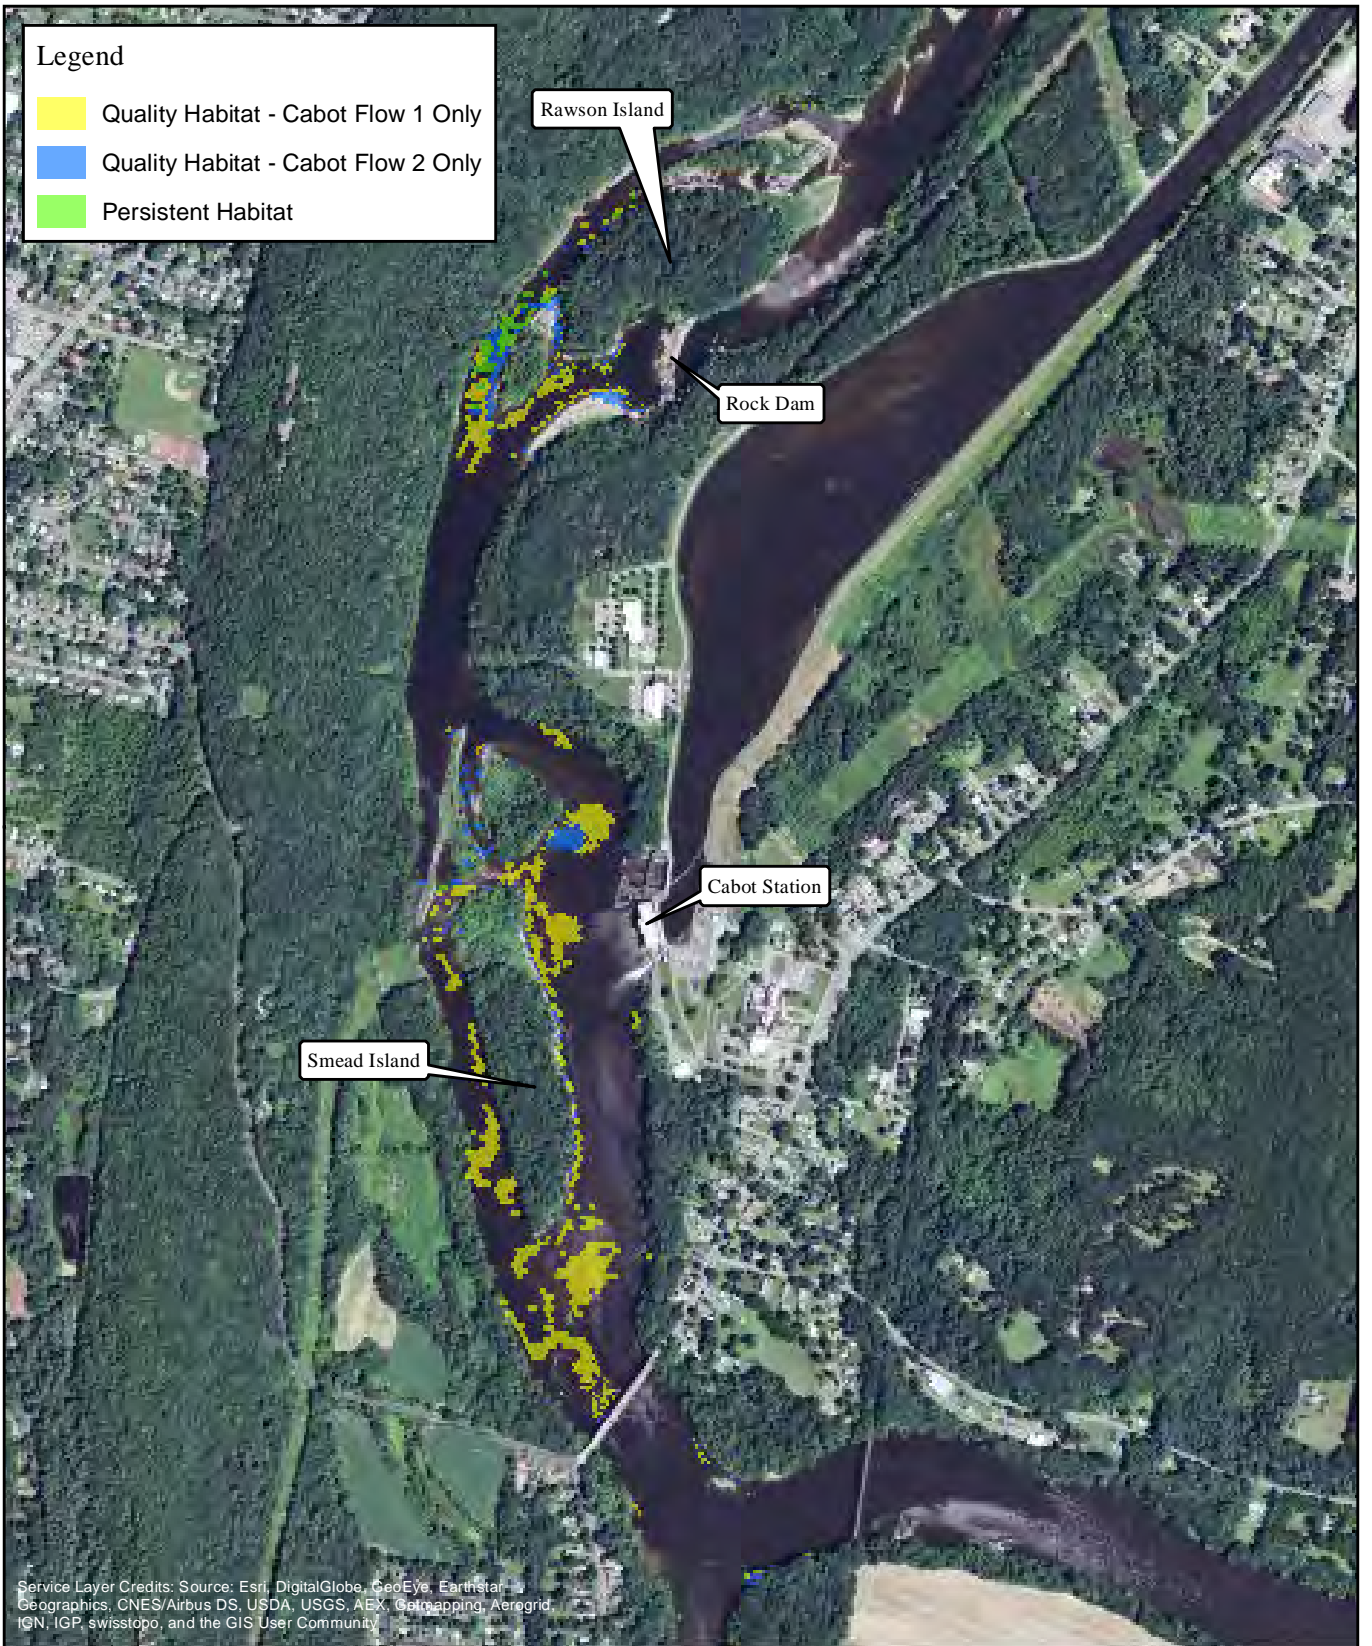 Legend
Quality Habitat - Cabot Flow 1 Only
Quality Habitat - Cabot Flow 2 Only
Persistent Habitat
Rawson Island
Rock Dam
Cabot Station
Smead Island
Service Layer Credits: Source: Esri, DigitalGlobe, GeoEye, Earthstar
Geographics, CNES/Airbus DS, USDA, USGS, AEX, Getmapping, Aerogrid,
IGN, IGP, swisstopo, and the GIS User Community